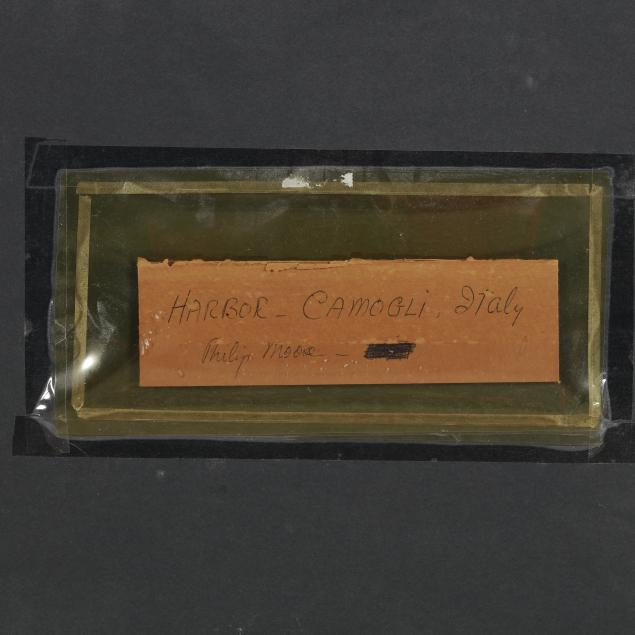 HARBOR - CAMOGLI, Italy
Philip Moore -